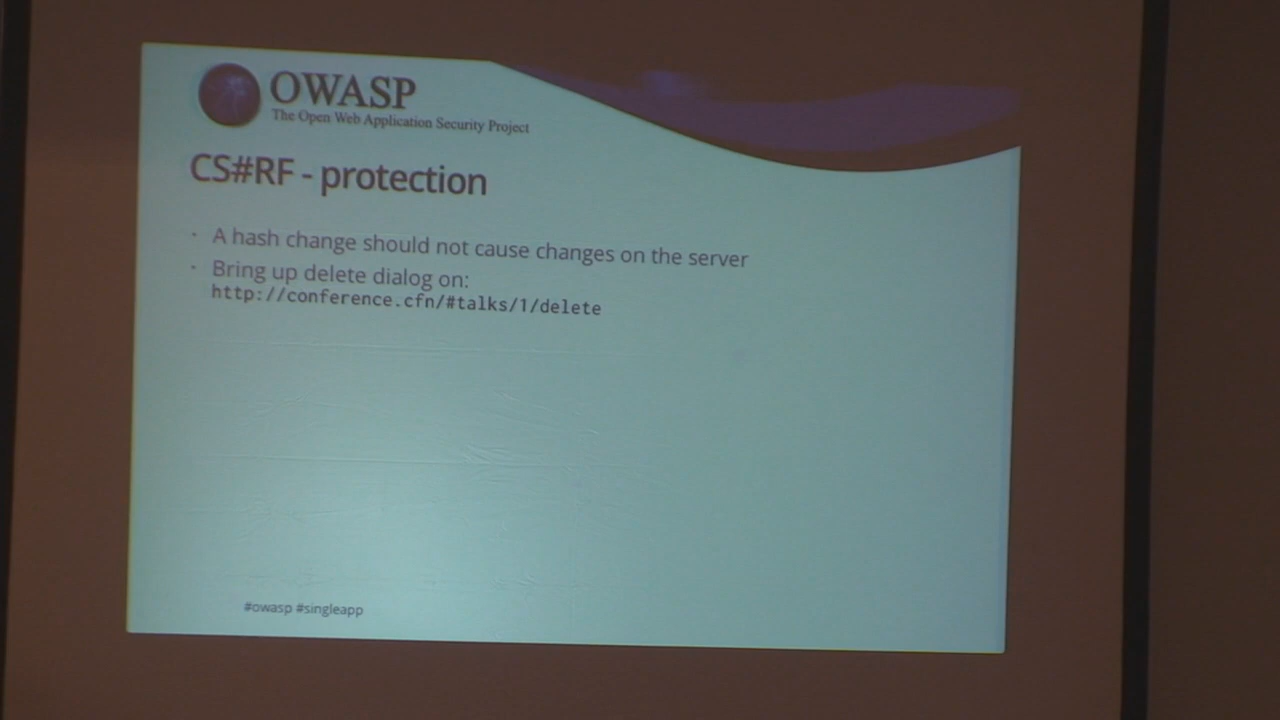 OWASP
The Open Web Application Security Project
CS#RF - protection
· A hash change should not cause changes on the server
· Bring up delete dialog on:
http://conference.cfn/#talks/1/delete
#owasp #singleapp